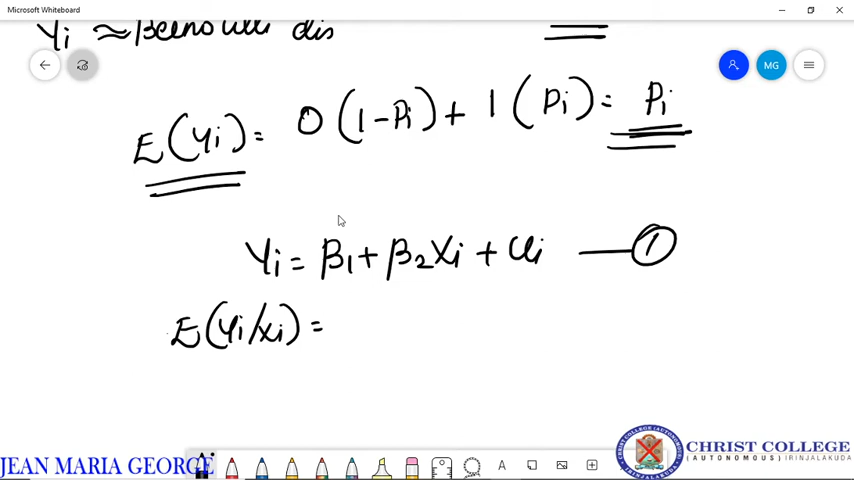 Microsoft Whiteboard
Yi ≈ Bernoulli dis
E(Yi) = 0(1-Pi) + 1(Pi) = Pi
MG
Yi = β1 + β2Xi + Ui — 1
E(Yi/Xi) =
JEAN MARIA GEORGE
CHRIST COLLEGE
(AUTONOMOUS) IRINJALAKUDA